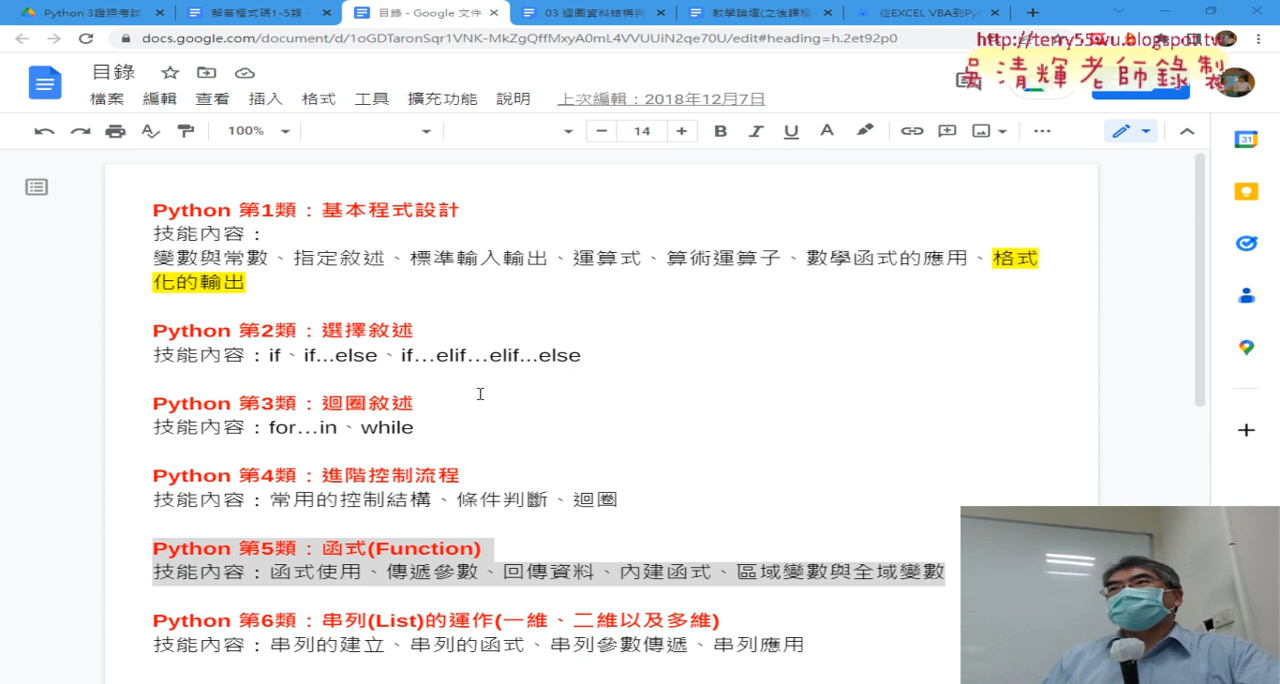 Python 3證照考試
解答程式碼1-5類 -
目錄 - Google 文件
03 迴圈資料結構與
教學論壇(之後課程
從EXCEL VBA到Py
docs.google.com/document/d/1oGDTaronSqr1VNK-MkZgQffMxyA0mL4VVUUiN2qe70U/edit#heading=h.2et92p0
http://terry55wu.blogspot.tw
吳清輝老師錄製
目錄
檔案 編輯 查看 插入 格式 工具 擴充功能 說明 上次編輯：2018年12月7日
100% 14 B I U A
31
Python 第1類：基本程式設計
技能內容：
變數與常數、指定敘述、標準輸入輸出、運算式、算術運算子、數學函式的應用、格式
化的輸出
Python 第2類：選擇敘述
技能內容：if、if...else、if…elif…elif...else
Python 第3類：迴圈敘述
技能內容：for…in、while
Python 第4類：進階控制流程
技能內容：常用的控制結構、條件判斷、迴圈
Python 第5類：函式(Function)
技能內容：函式使用、傳遞參數、回傳資料、內建函式、區域變數與全域變數
Python 第6類：串列(List)的運作(一維、二維以及多維)
技能內容：串列的建立、串列的函式、串列參數傳遞、串列應用